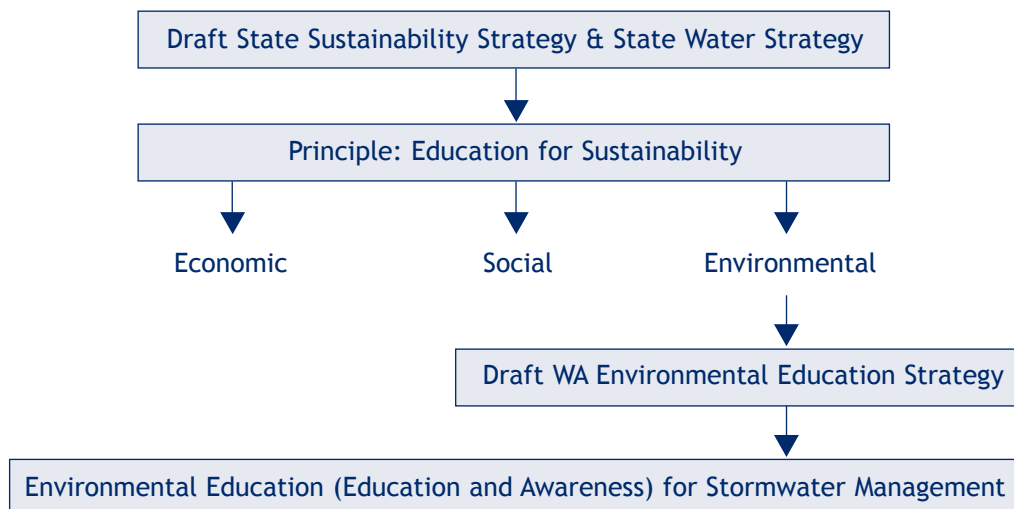 Draft State Sustainability Strategy & State Water Strategy
Principle: Education for Sustainability
Economic
Social
Environmental
Draft WA Environmental Education Strategy
Environmental Education (Education and Awareness) for Stormwater Management